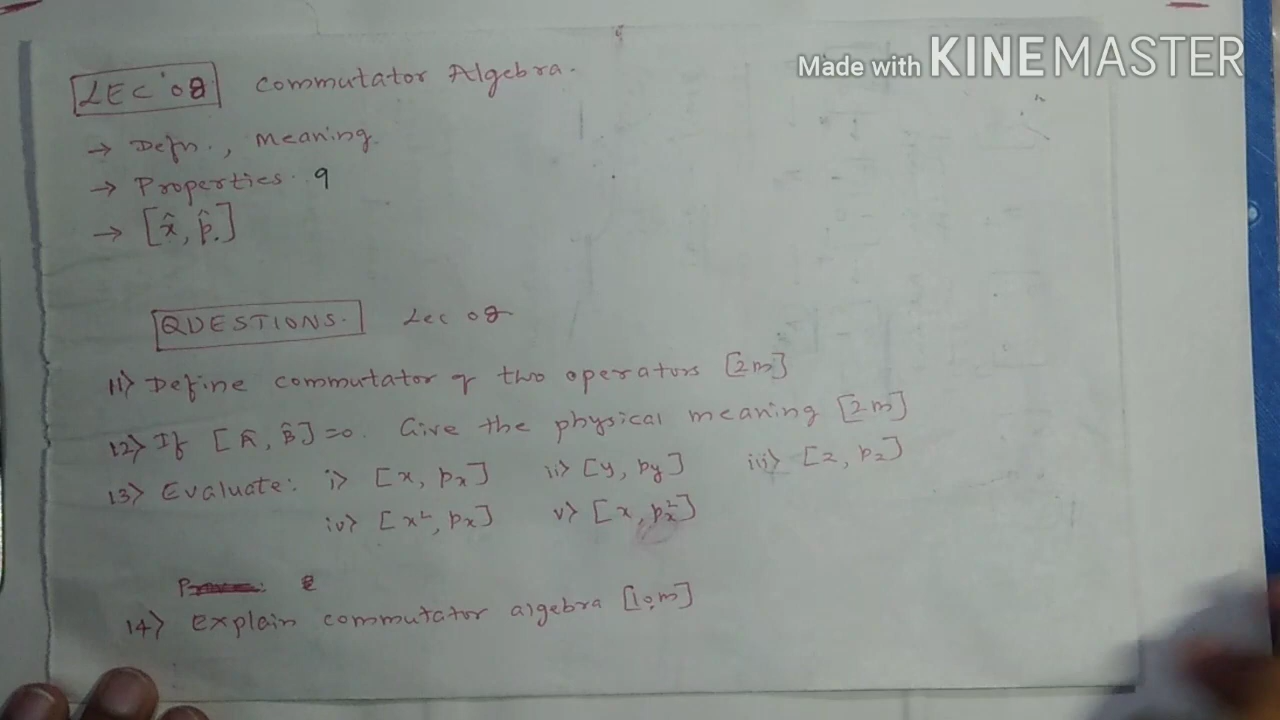 Made with KINEMASTER
LEC 08 Commutator Algebra.
→ Defn., Meaning.
→ Properties. 9
→ [x̂, p̂.]
QUESTIONS. Lec 08
11) Define commutator of two operators [2m]
12) If [Â, B̂] =0. Give the physical meaning [2m]
13) Evaluate: i) [x, px] ii) [y, py] iii) [z, pz]
iv) [x², px] v) [x, px²]
14) Explain commutator algebra [10m]